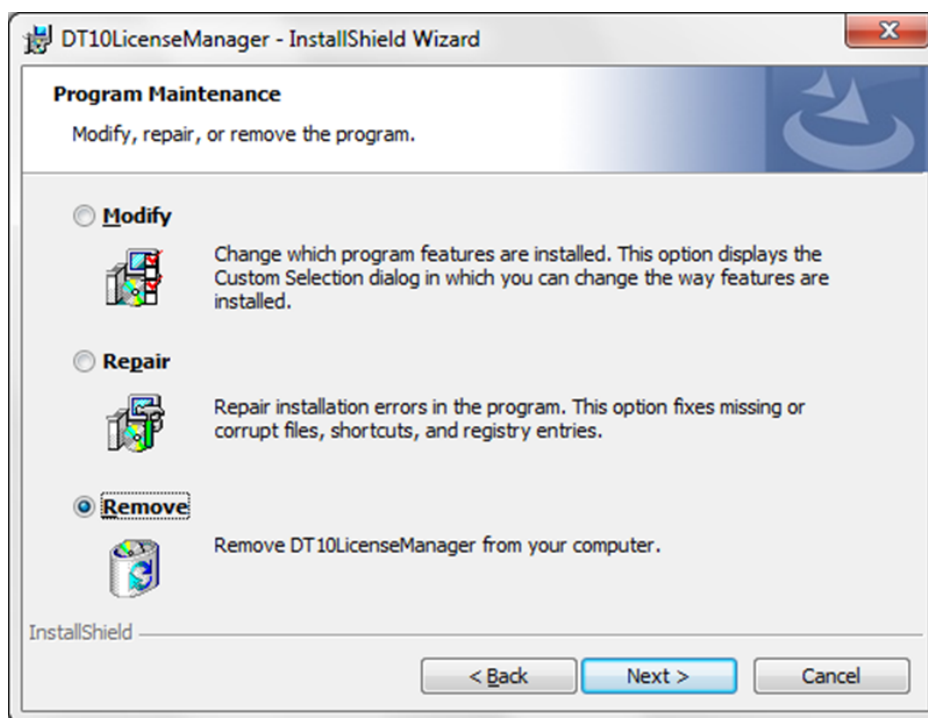 DT10LicenseManager - InstallShield Wizard
Program Maintenance
Modify, repair, or remove the program.
Modify
Change which program features are installed. This option displays the
Custom Selection dialog in which you can change the way features are
installed.
Repair
Repair installation errors in the program. This option fixes missing or
corrupt files, shortcuts, and registry entries.
Remove
Remove DT10LicenseManager from your computer.
InstallShield
< Back
Next >
Cancel